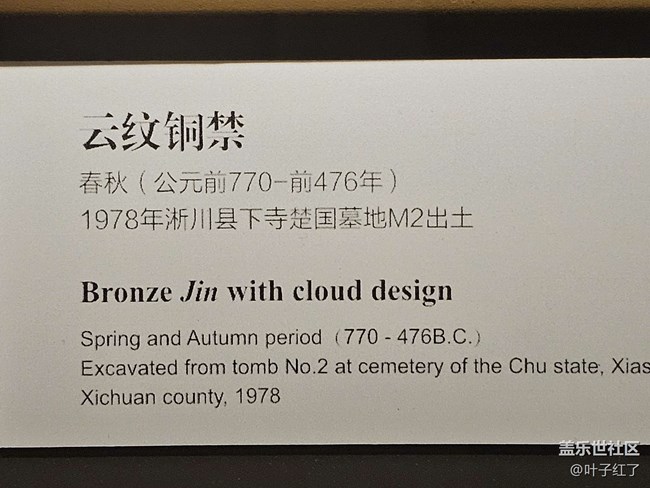 云纹铜禁
春秋（公元前770-前476年）
1978年淅川县下寺楚国墓地M2出土
Bronze Jin with cloud design
Spring and Autumn period（770 - 476B.C.）
Excavated from tomb No.2 at cemetery of the Chu state, Xias
Xichuan county, 1978
盖乐世社区
@叶子红了